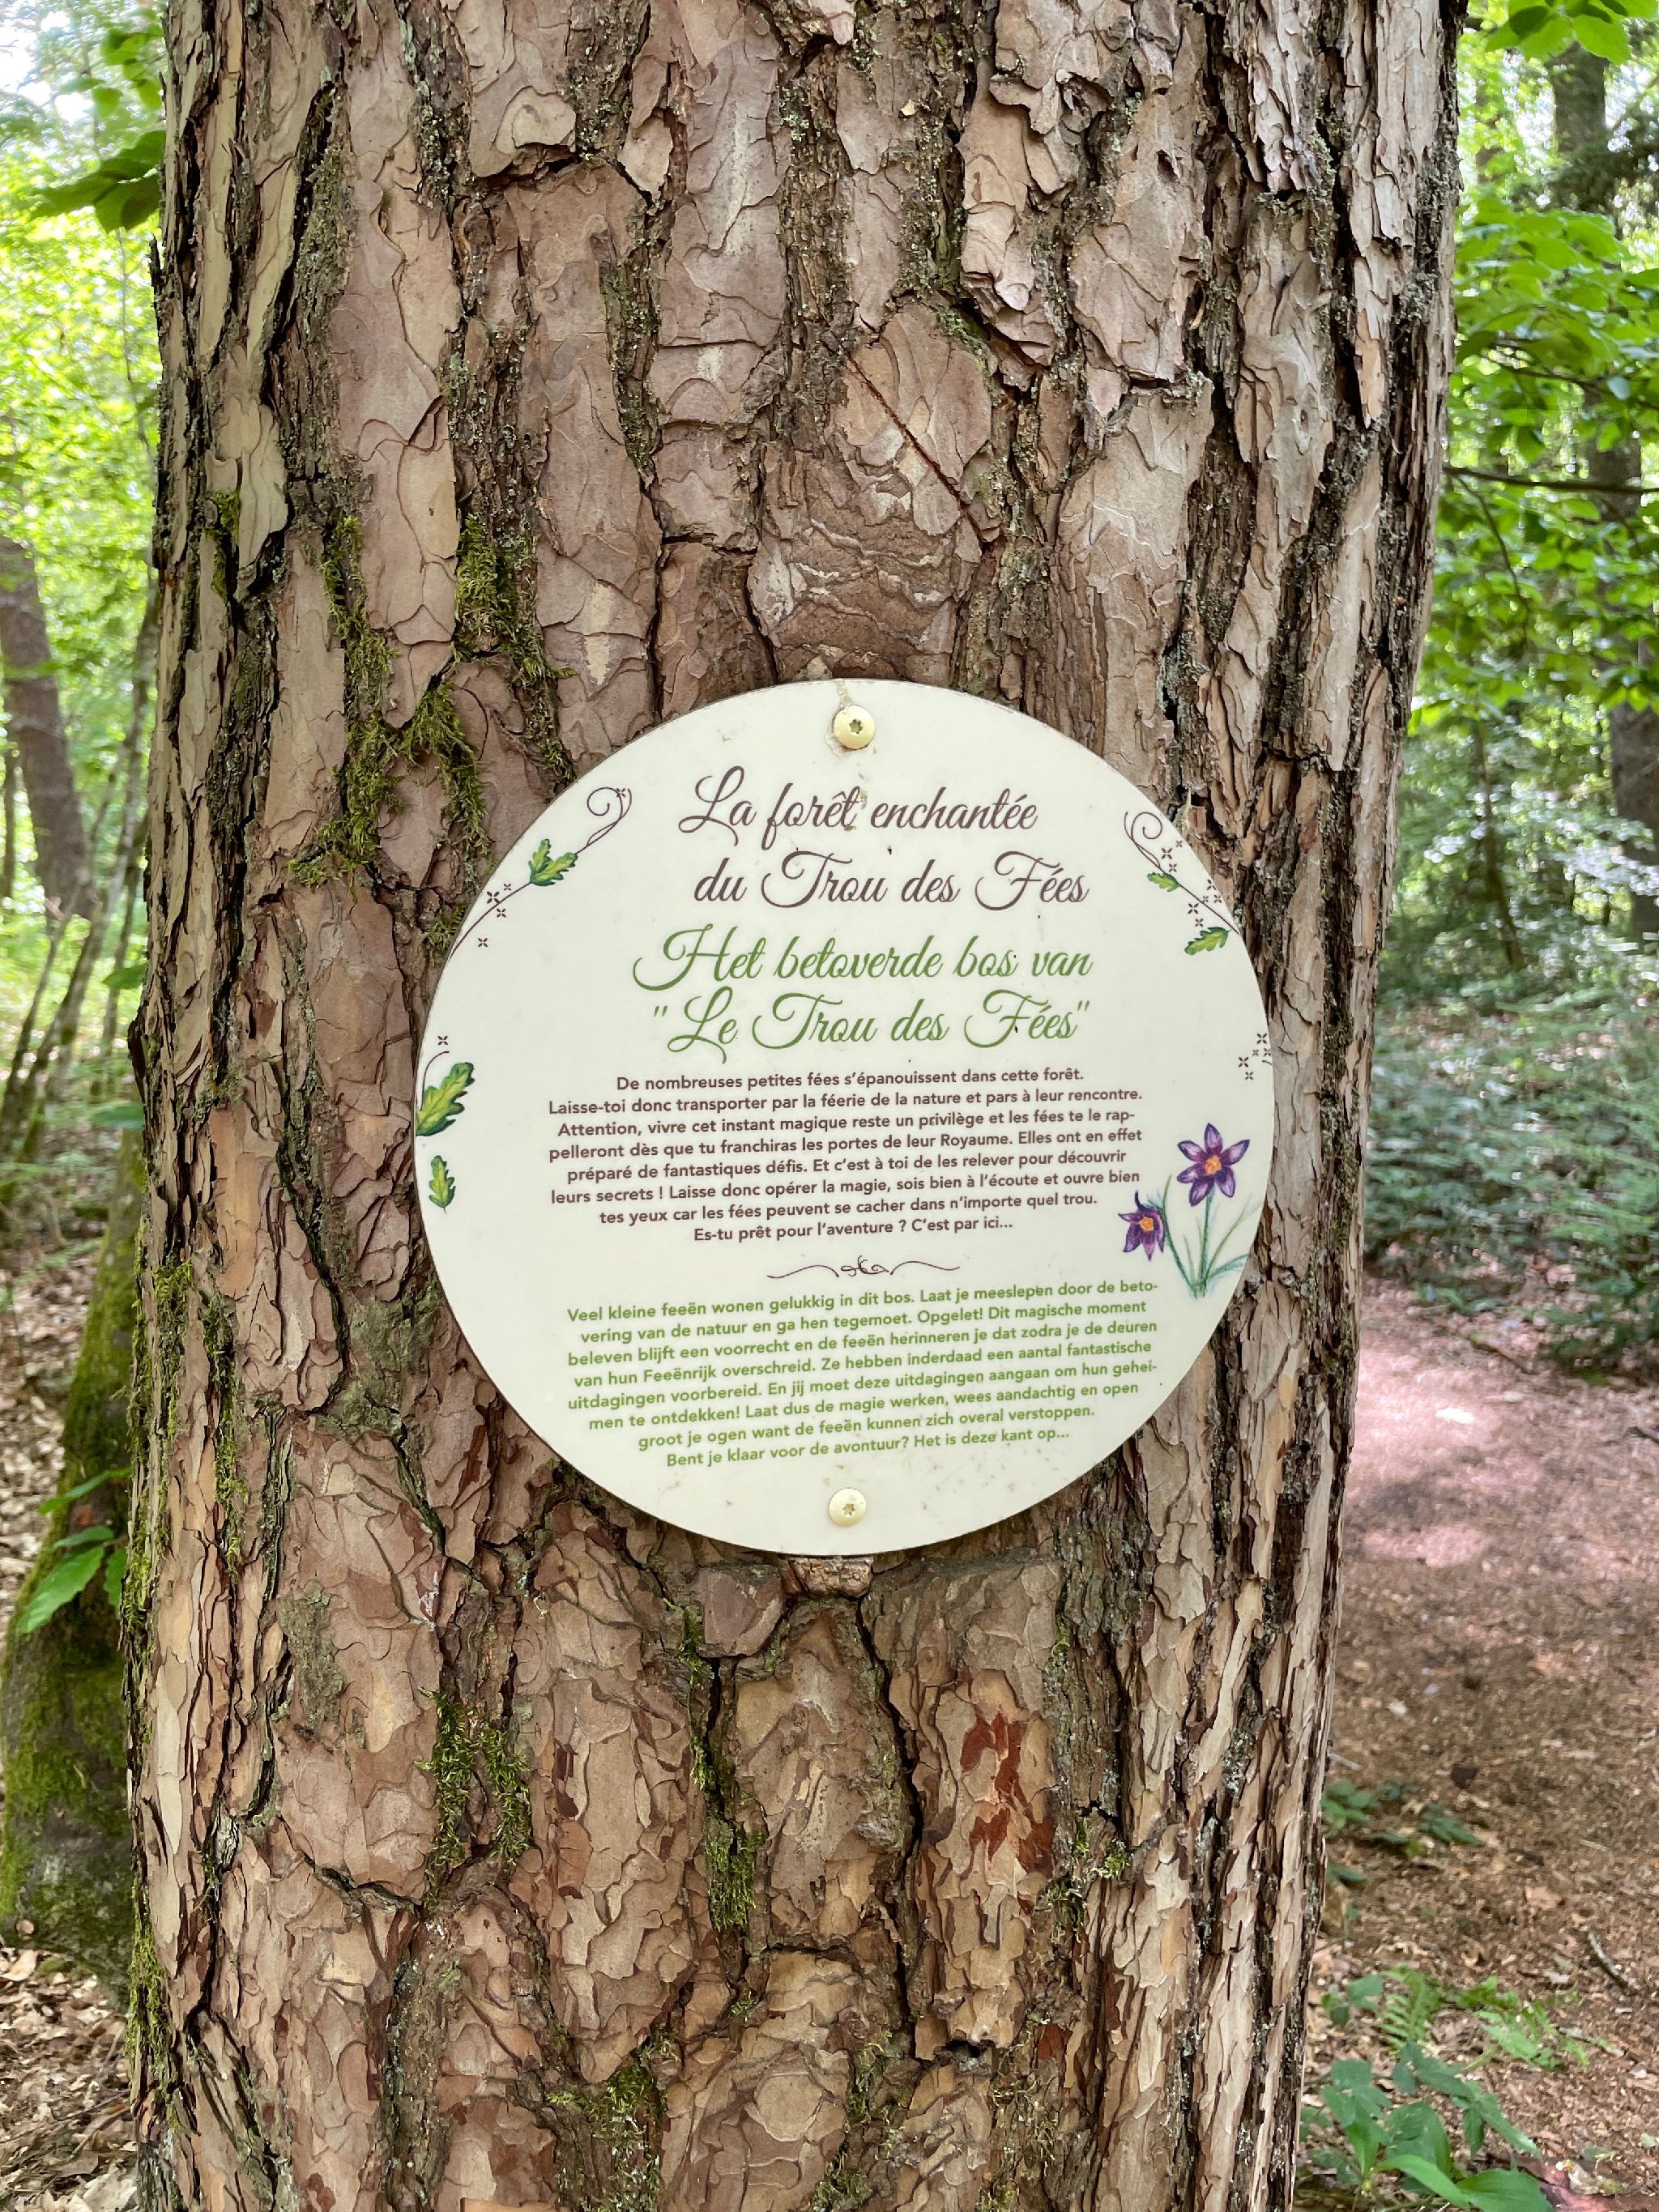 La forêt enchantée
du Trou des Fées
Het betoverde bos van
"Le Trou des Fées"
De nombreuses petites fées s'épanouissent dans cette forêt.
Laisse-toi donc transporter par la féerie de la nature et pars à leur rencontre.
Attention, vivre cet instant magique reste un privilège et les fées te le rap-
pelleront dès que tu franchiras les portes de leur Royaume. Elles ont en effet
préparé de fantastiques défis. Et c'est à toi de les relever pour découvrir
leurs secrets ! Laisse donc opérer la magie, sois bien à l'écoute et ouvre bien
tes yeux car les fées peuvent se cacher dans n'importe quel trou.
Es-tu prêt pour l'aventure ? C'est par ici...
Veel kleine feeën wonen gelukkig in dit bos. Laat je meeslepen door de beto-
vering van de natuur en ga hen tegemoet. Opgelet! Dit magische moment
beleven blijft een voorrecht en de feeën herinneren je dat zodra je de deuren
van hun Feeënrijk overschreid. Ze hebben inderdaad een aantal fantastische
uitdagingen voorbereid. En jij moet deze uitdagingen aangaan om hun gehei-
men te ontdekken! Laat dus de magie werken, wees aandachtig en open
groot je ogen want de feeën kunnen zich overal verstoppen.
Bent je klaar voor de avontuur? Het is deze kant op...